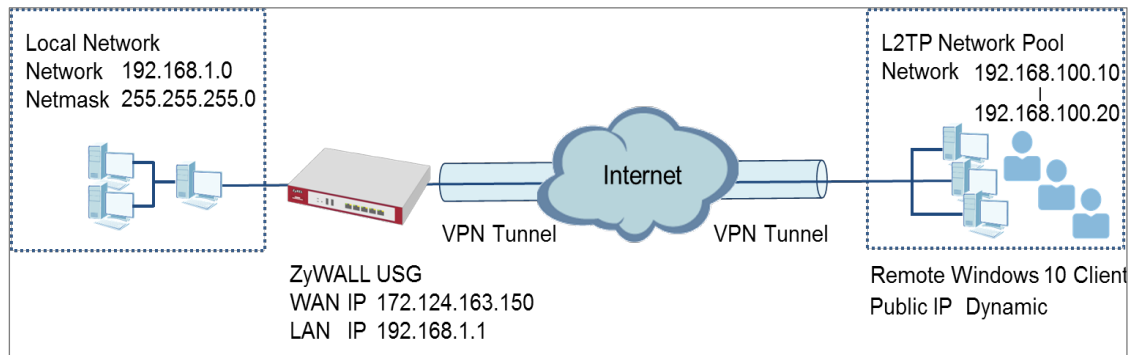 Local Network
Network 192.168.1.0
Netmask 255.255.255.0
L2TP Network Pool
Network 192.168.100.10
192.168.100.20
Internet
VPN Tunnel
VPN Tunnel
ZyWALL USG
WAN IP 172.124.163.150
LAN IP 192.168.1.1
Remote Windows 10 Client
Public IP Dynamic